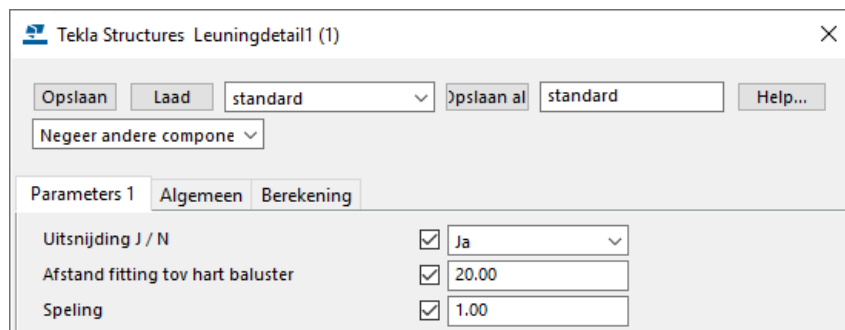 Tekla Structures Leuningdetail1 (1)
Opslaan Laad standard Opslaan al standard Help...
Negeer andere compone
Parameters 1 Algemeen Berekening
Uitsnijding J / N Ja
Afstand fitting tov hart baluster 20.00
Speling 1.00